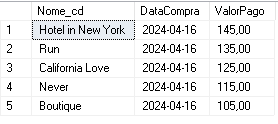 Nome_cd DataCompra ValorPago
1 Hotel in New York 2024-04-16 145,00
2 Run 2024-04-16 135,00
3 California Love 2024-04-16 125,00
4 Never 2024-04-16 115,00
5 Boutique 2024-04-16 105,00